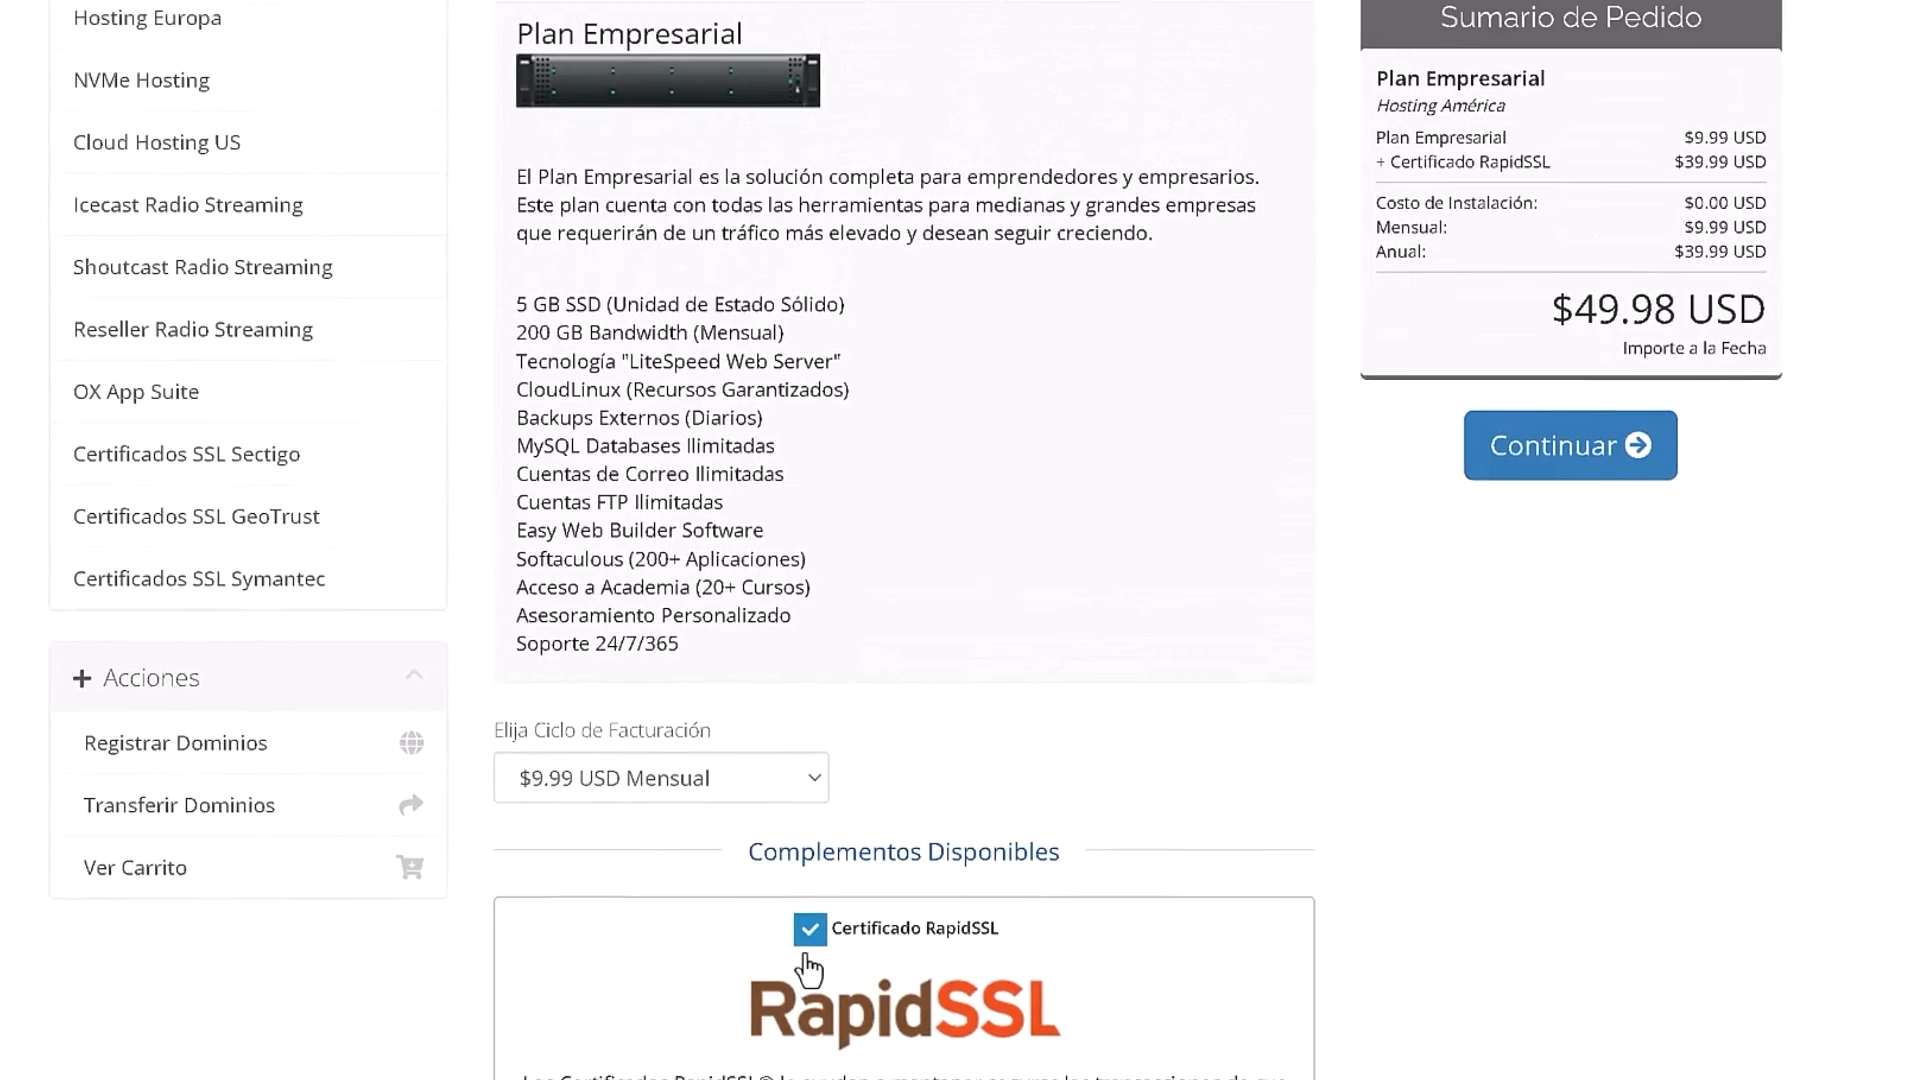 Hosting Europa
NVMe Hosting
Cloud Hosting US
Icecast Radio Streaming
Shoutcast Radio Streaming
Reseller Radio Streaming
OX App Suite
Certificados SSL Sectigo
Certificados SSL GeoTrust
Certificados SSL Symantec
Acciones
Registrar Dominios
Transferir Dominios
Ver Carrito
Plan Empresarial
El Plan Empresarial es la solución completa para emprendedores y empresarios.
Este plan cuenta con todas las herramientas para medianas y grandes empresas
que requerirán de un tráfico más elevado y desean seguir creciendo.
5 GB SSD (Unidad de Estado Sólido)
200 GB Bandwidth (Mensual)
Tecnología "LiteSpeed Web Server"
CloudLinux (Recursos Garantizados)
Backups Externos (Diarios)
MySQL Databases Ilimitadas
Cuentas de Correo Ilimitadas
Cuentas FTP Ilimitadas
Easy Web Builder Software
Softaculous (200+ Aplicaciones)
Acceso a Academia (20+ Cursos)
Asesoramiento Personalizado
Soporte 24/7/365
Elija Ciclo de Facturación
$9.99 USD Mensual
Complementos Disponibles
Certificado RapidSSL
RapidSSL
Sumario de Pedido
Plan Empresarial
Hosting América
Plan Empresarial $9.99 USD
+ Certificado RapidSSL $39.99 USD
Costo de Instalación: $0.00 USD
Mensual: $9.99 USD
Anual: $39.99 USD
$49.98 USD
Importe a la Fecha
Continuar